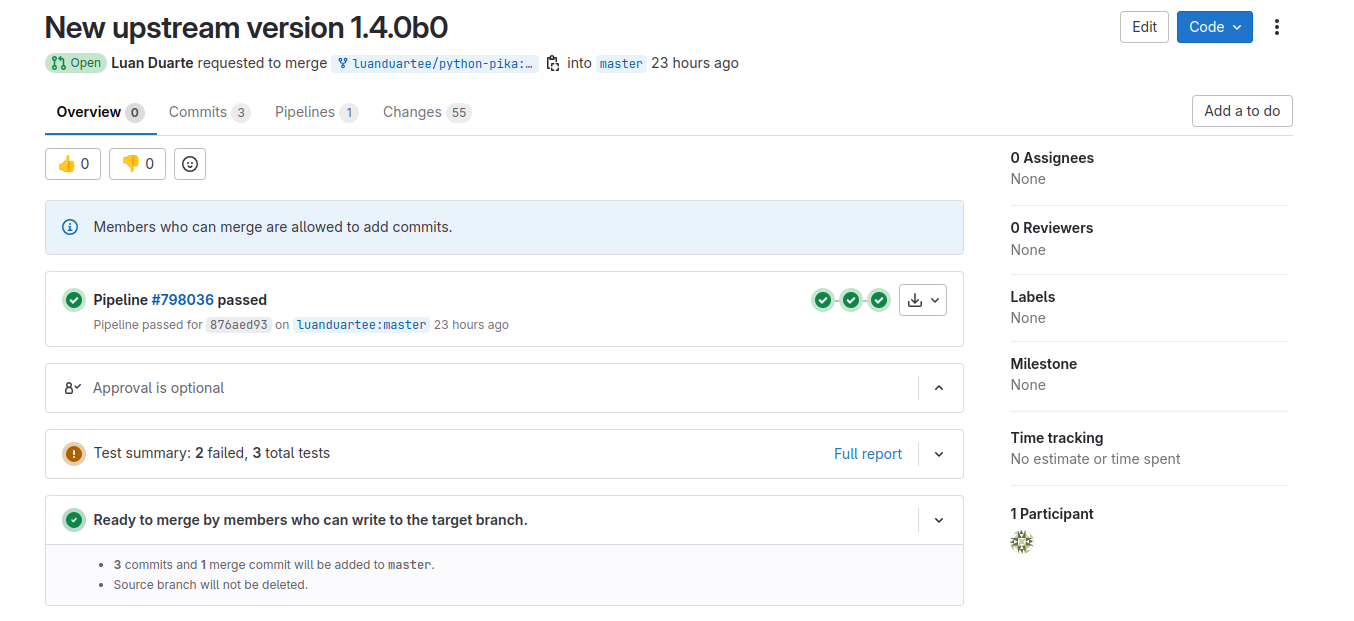 New upstream version 1.4.0b0
Edit
Code
Open Luan Duarte requested to merge luanduartee/python-pika:… into master 23 hours ago
Overview 0 Commits 3 Pipelines 1 Changes 55
Add a to do
👍 0 👎 0
Members who can merge are allowed to add commits.
Pipeline #798036 passed
Pipeline passed for 876aed93 on luanduartee:master 23 hours ago
Approval is optional
Test summary: 2 failed, 3 total tests
Full report
Ready to merge by members who can write to the target branch.
• 3 commits and 1 merge commit will be added to master.
• Source branch will not be deleted.
0 Assignees
None
0 Reviewers
None
Labels
None
Milestone
None
Time tracking
No estimate or time spent
1 Participant